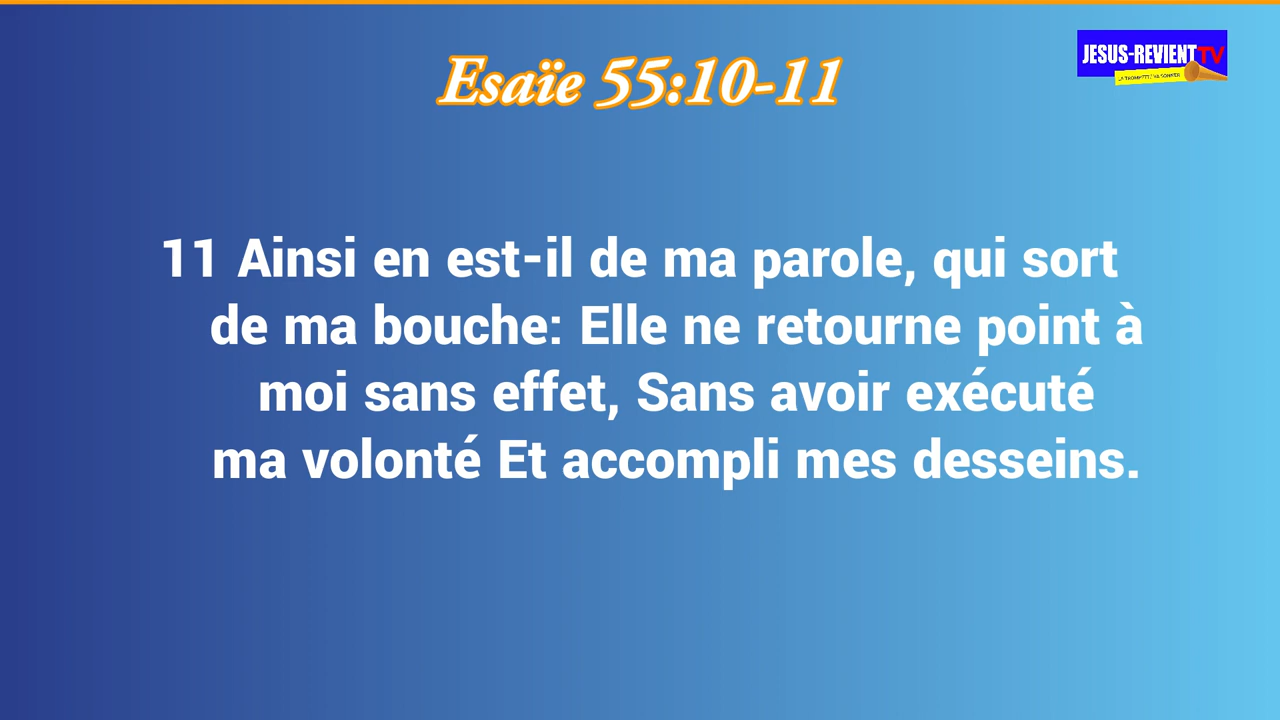 Esaïe 55:10-11
JESUS-REVIENT TV
11 Ainsi en est-il de ma parole, qui sort
de ma bouche: Elle ne retourne point à
moi sans effet, Sans avoir exécuté
ma volonté Et accompli mes desseins.